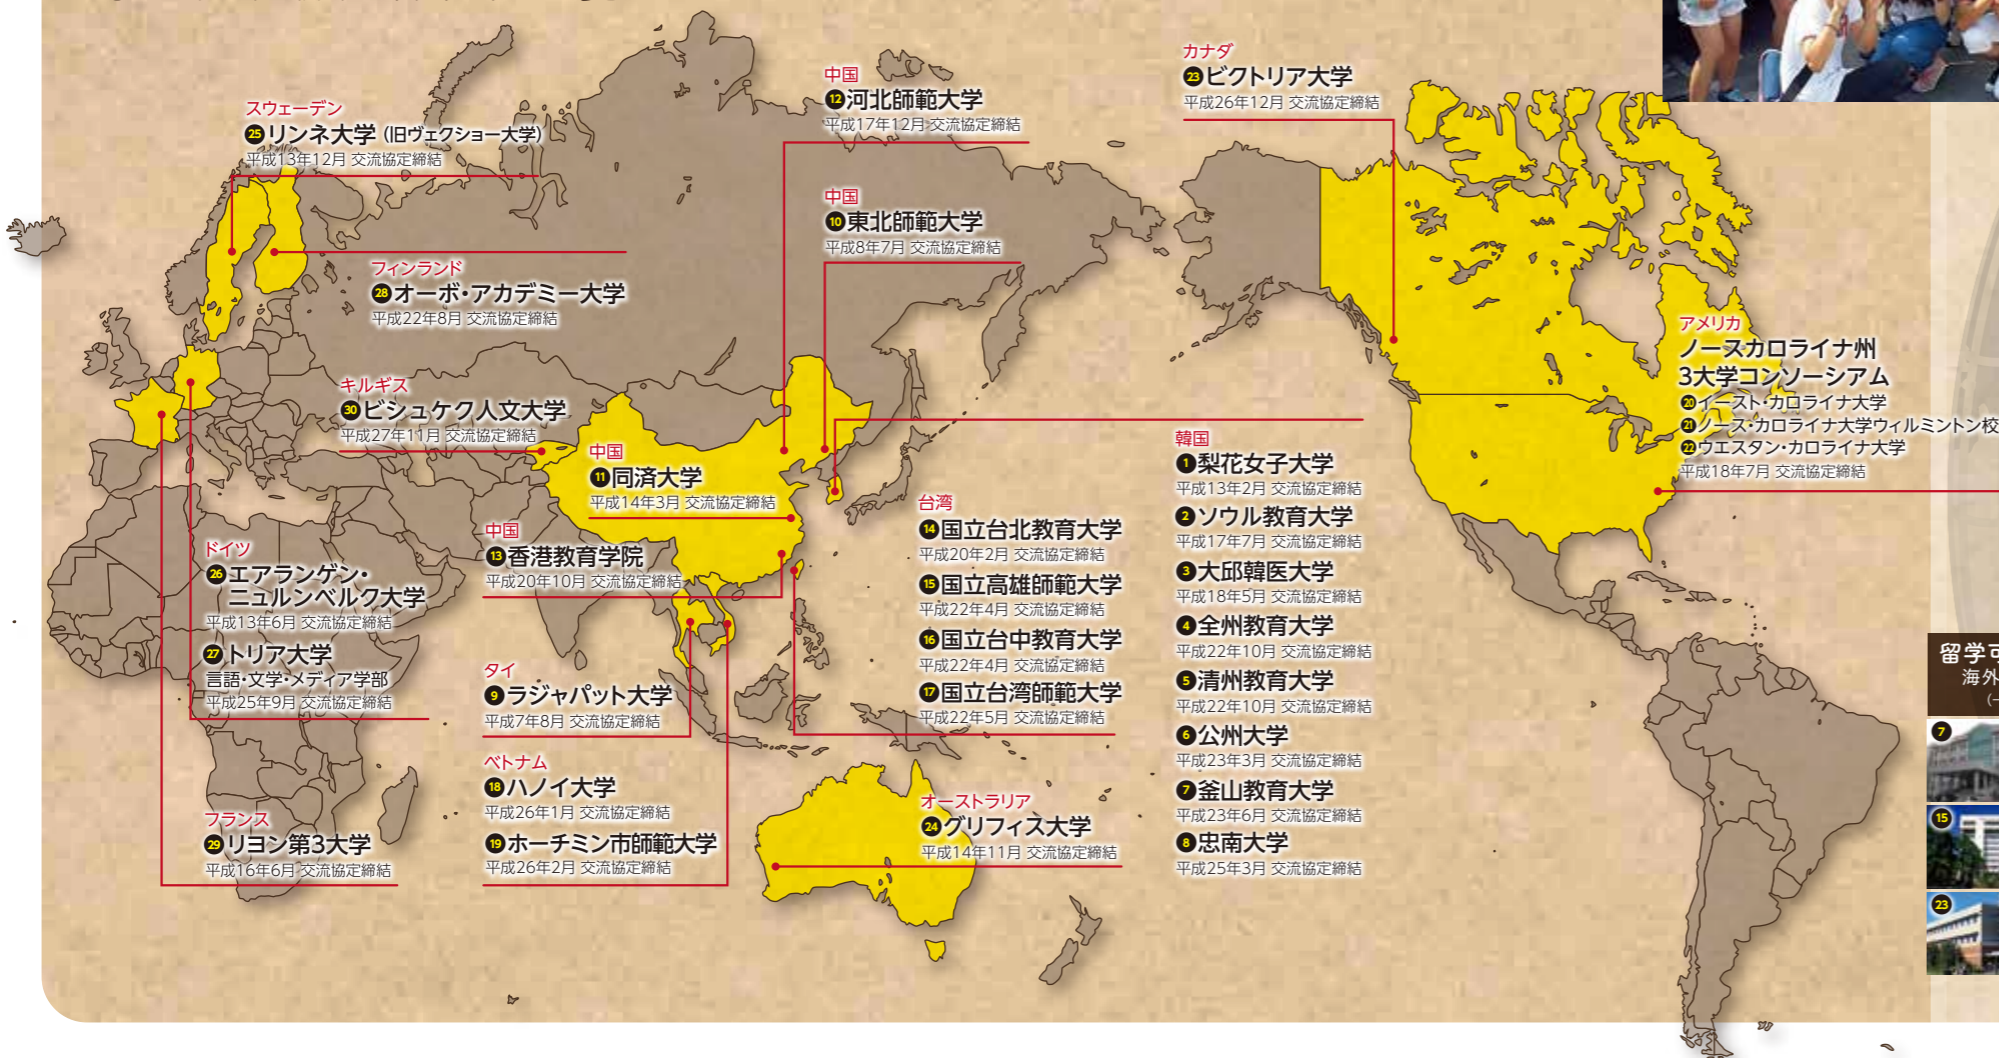 スウェーデン
㉕リンネ大学(旧ヴェクショー大学)
平成13年12月 交流協定締結
フィンランド
㉘オーボ・アカデミー大学
平成22年8月 交流協定締結
キルギス
㉚ビシュケク人文大学
平成27年11月 交流協定締結
中国
⑫河北師範大学
平成17年12月 交流協定締結
中国
⑩東北師範大学
平成8年7月 交流協定締結
中国
⑪同済大学
平成14年3月 交流協定締結
中国
⑬香港教育学院
平成20年10月 交流協定締結
ドイツ
㉖エアランゲン・
ニュルンベルク大学
平成13年6月 交流協定締結
㉗トリア大学
言語・文学・メディア学部
平成25年9月 交流協定締結
フランス
㉙リヨン第3大学
平成16年6月 交流協定締結
タイ
⑨ラジャパット大学
平成7年8月 交流協定締結
ベトナム
⑱ハノイ大学
平成26年1月 交流協定締結
⑲ホーチミン市師範大学
平成26年2月 交流協定締結
台湾
⑭国立台北教育大学
平成20年2月 交流協定締結
⑮国立高雄師範大学
平成22年4月 交流協定締結
⑯国立台中教育大学
平成22年4月 交流協定締結
⑰国立台湾師範大学
平成22年5月 交流協定締結
オーストラリア
㉔グリフィス大学
平成14年11月 交流協定締結
韓国
①梨花女子大学
平成13年2月 交流協定締結
②ソウル教育大学
平成17年7月 交流協定締結
③大邱韓医大学
平成18年5月 交流協定締結
④全州教育大学
平成22年10月 交流協定締結
⑤清州教育大学
平成22年10月 交流協定締結
⑥公州大学
平成23年3月 交流協定締結
⑦釜山教育大学
平成23年6月 交流協定締結
⑧忠南大学
平成25年3月 交流協定締結
カナダ
㉓ビクトリア大学
平成26年12月 交流協定締結
アメリカ
ノースカロライナ州
3大学コンソーシアム
⑳イースト・カロライナ大学
㉑ノース・カロライナ大学ウィルミントン校
㉒ウエスタン・カロライナ大学
平成18年7月 交流協定締結
留学可
海外
⑦
⑮
㉓